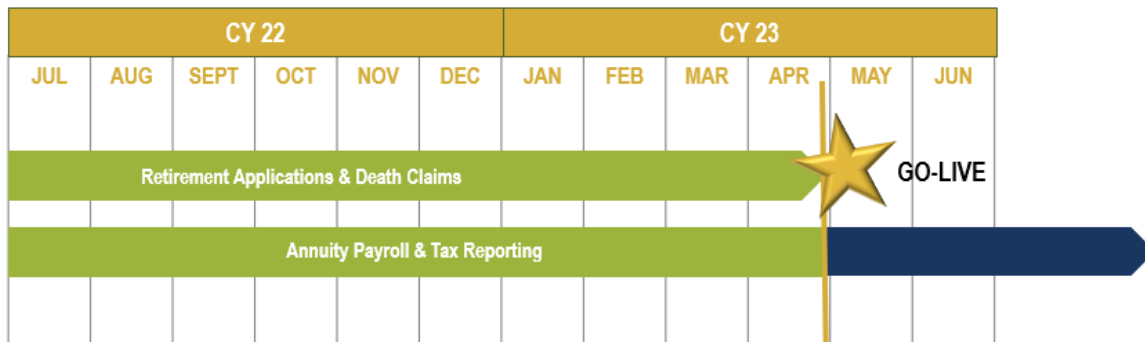 CY 22 CY 23
JUL AUG SEPT OCT NOV DEC JAN FEB MAR APR MAY JUN
Retirement Applications & Death Claims
GO-LIVE
Annuity Payroll & Tax Reporting